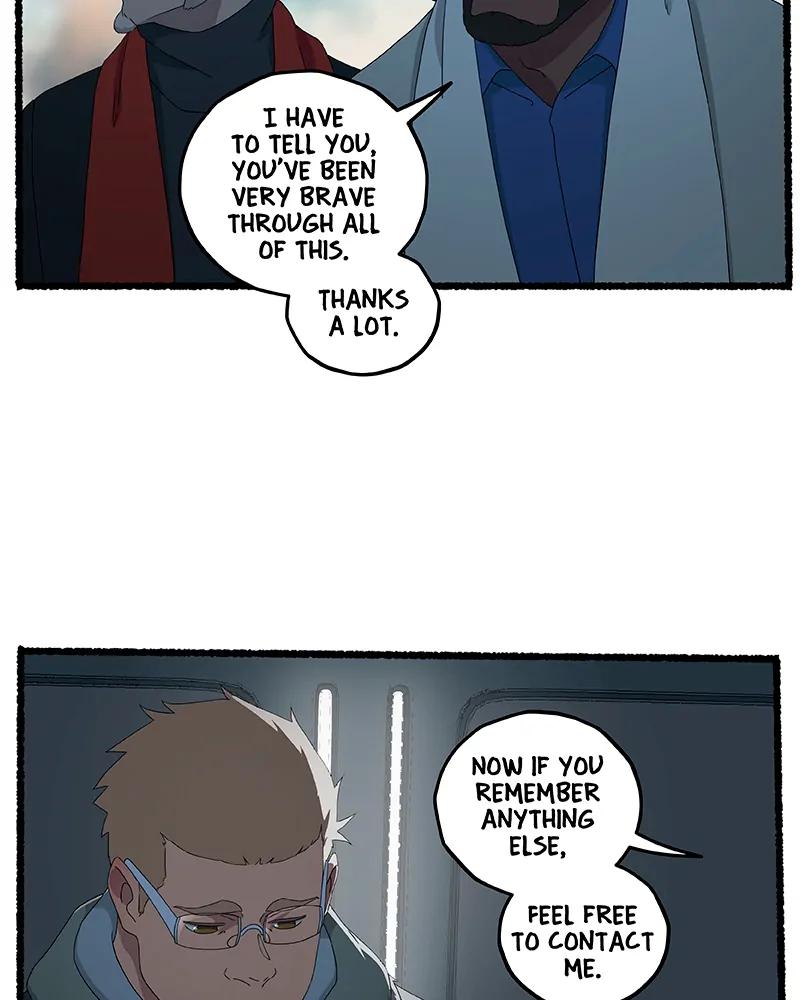 I HAVE
TO TELL YOU,
YOU'VE BEEN
VERY BRAVE
THROUGH ALL
OF THIS.
THANKS
A LOT.
NOW IF YOU
REMEMBER
ANYTHING
ELSE,
FEEL FREE
TO CONTACT
ME.